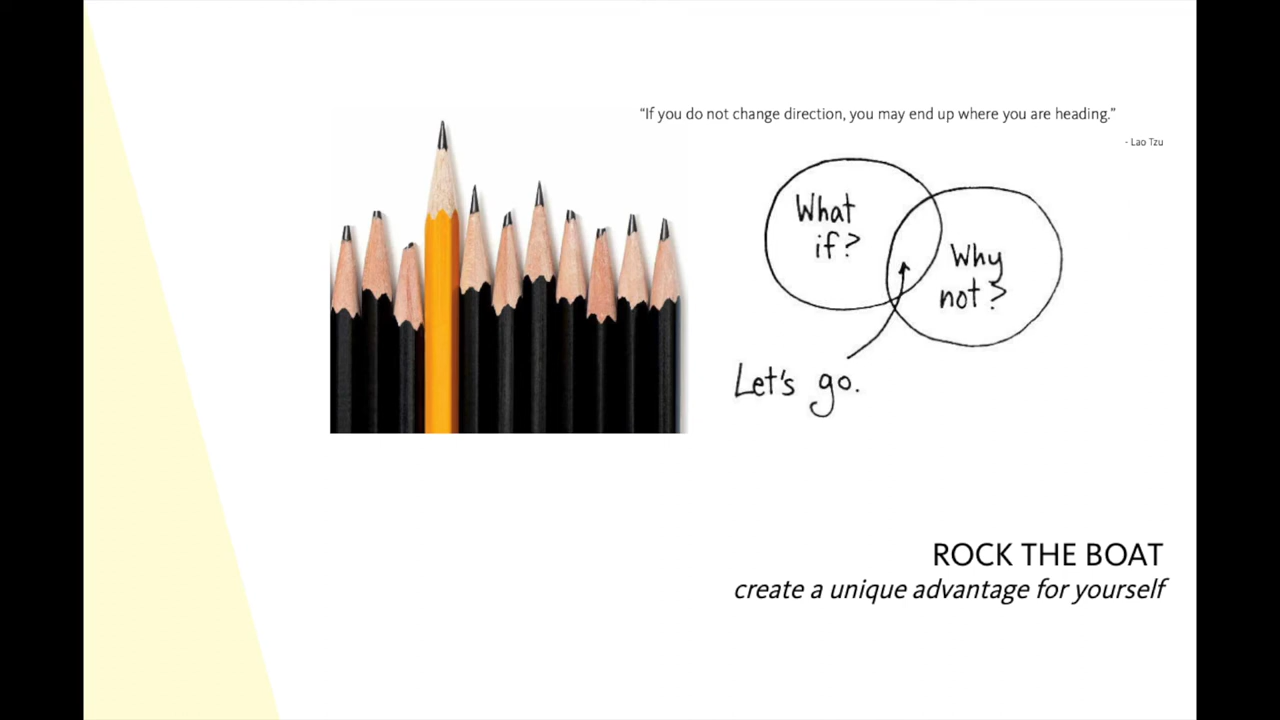 “If you do not change direction, you may end up where you are heading.”
- Lao Tzu
What
if?
Why
not?
Let's go.
ROCK THE BOAT
create a unique advantage for yourself